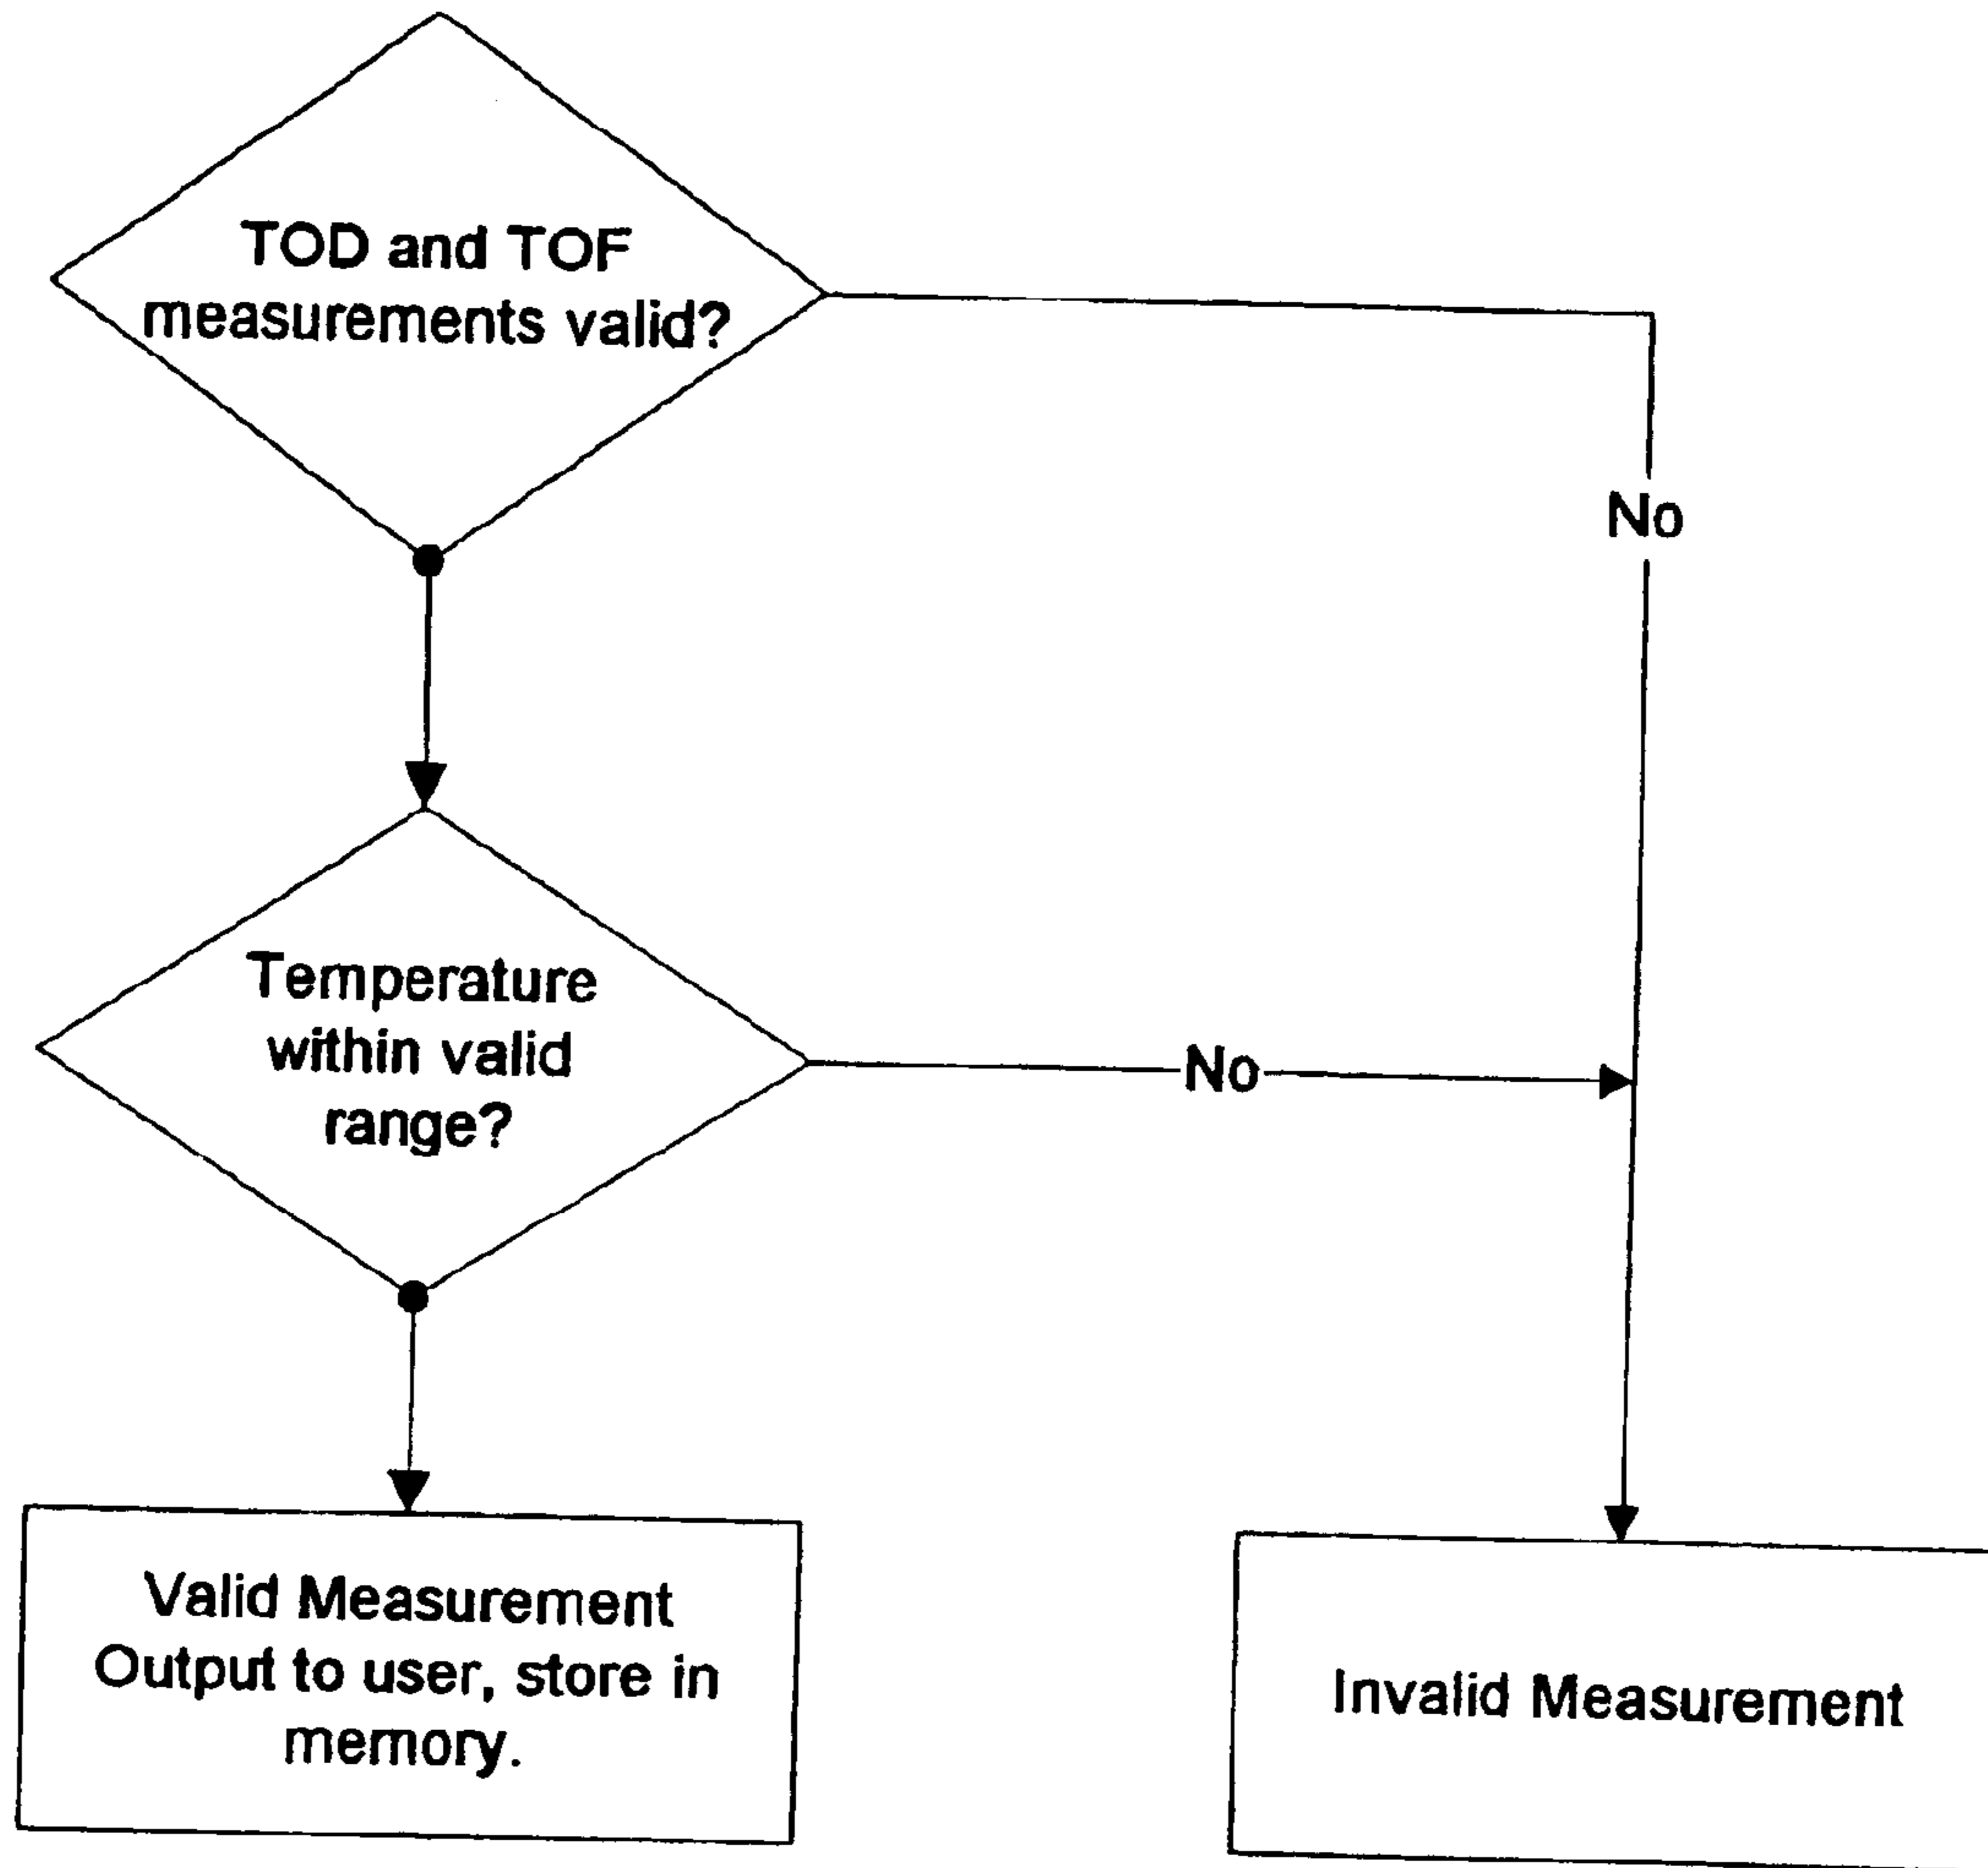 TOD and TOF
measurements valid?
No
Temperature
within valid
range?
No
Valid Measurement
Output to user, store in
memory.
Invalid Measurement